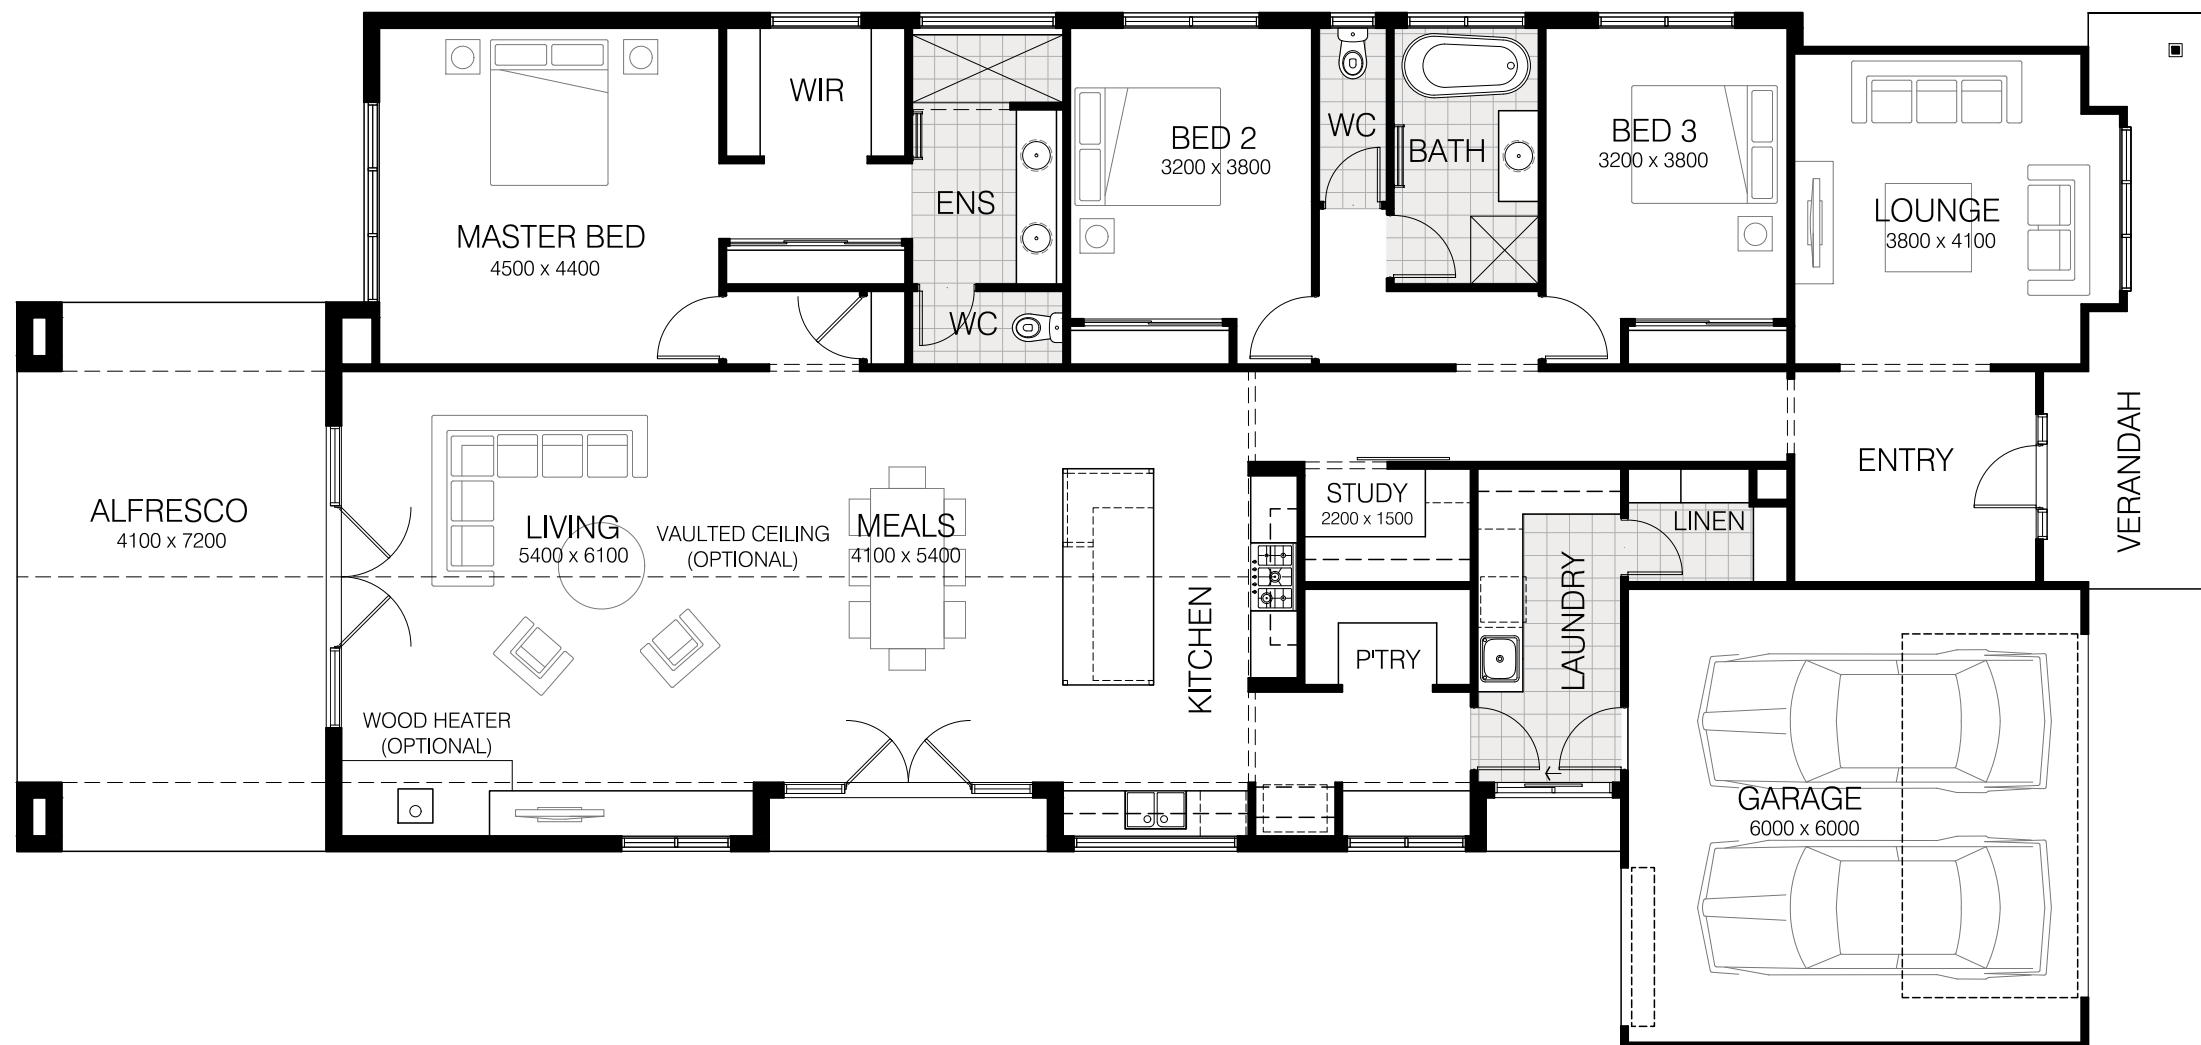 WIR
MASTER BED
4500 x 4400
ENS
WC
BED 2
3200 x 3800
WC
BATH
BED 3
3200 x 3800
LOUNGE
3800 x 4100
ALFRESCO
4100 x 7200
LIVING
5400 x 6100
VAULTED CEILING
(OPTIONAL)
MEALS
4100 x 5400
KITCHEN
STUDY
2200 x 1500
P'TRY
LAUNDRY
LINEN
ENTRY
VERANDAH
WOOD HEATER
(OPTIONAL)
GARAGE
6000 x 6000